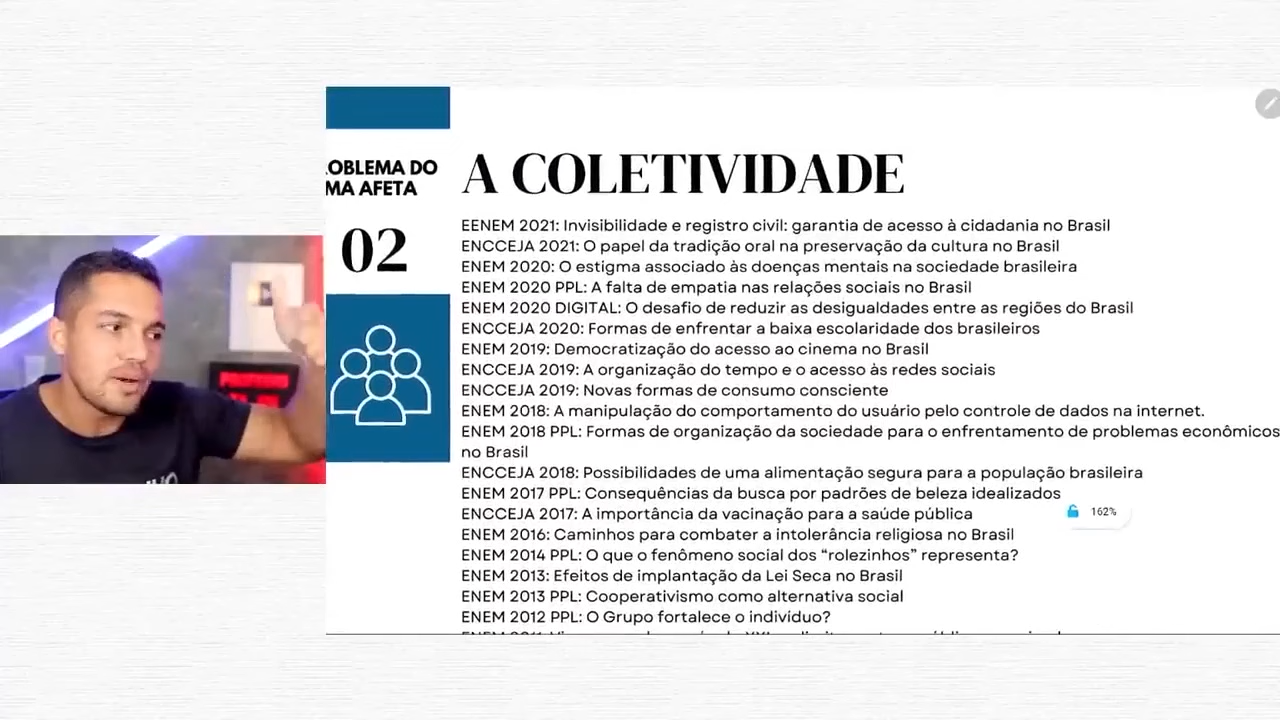 OBLEMA DO
MA AFETA
02
A COLETIVIDADE
EENEM 2021: Invisibilidade e registro civil: garantia de acesso à cidadania no Brasil
ENCCEJA 2021: O papel da tradição oral na preservação da cultura no Brasil
ENEM 2020: O estigma associado às doenças mentais na sociedade brasileira
ENEM 2020 PPL: A falta de empatia nas relações sociais no Brasil
ENEM 2020 DIGITAL: O desafio de reduzir as desigualdades entre as regiões do Brasil
ENCCEJA 2020: Formas de enfrentar a baixa escolaridade dos brasileiros
ENEM 2019: Democratização do acesso ao cinema no Brasil
ENCCEJA 2019: A organização do tempo e o acesso às redes sociais
ENCCEJA 2019: Novas formas de consumo consciente
ENEM 2018: A manipulação do comportamento do usuário pelo controle de dados na internet.
ENEM 2018 PPL: Formas de organização da sociedade para o enfrentamento de problemas econômicos
no Brasil
ENCCEJA 2018: Possibilidades de uma alimentação segura para a população brasileira
ENEM 2017 PPL: Consequências da busca por padrões de beleza idealizados
ENCCEJA 2017: A importância da vacinação para a saúde pública
162%
ENEM 2016: Caminhos para combater a intolerância religiosa no Brasil
ENEM 2014 PPL: O que o fenômeno social dos “rolezinhos” representa?
ENEM 2013: Efeitos de implantação da Lei Seca no Brasil
ENEM 2013 PPL: Cooperativismo como alternativa social
ENEM 2012 PPL: O Grupo fortalece o indivíduo?